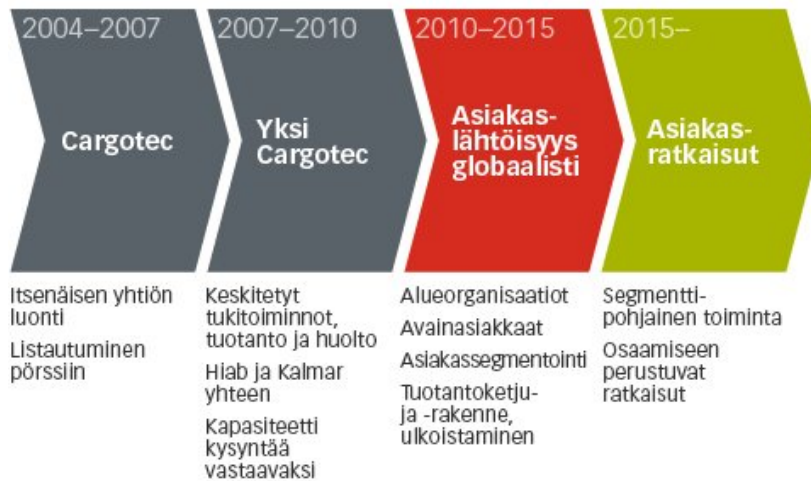 2004–2007
Cargotec
Itsenäisen yhtiön
luonti
Listautuminen
pörssiin
2007–2010
Yksi
Cargotec
Keskitetyt
tukitoiminnot,
tuotanto ja huolto
Hiab ja Kalmar
yhteen
Kapasiteetti
kysyntää
vastaavaksi
2010–2015
Asiakas-
lähtöisyys
globaalisti
Alueorganisaatiot
Avainasiakkaat
Asiakassegmentointi
Tuotantoketju-
ja -rakenne,
ulkoistaminen
2015–
Asiakas-
ratkaisut
Segmentti-
pohjainen toiminta
Osaamiseen
perustuvat
ratkaisut